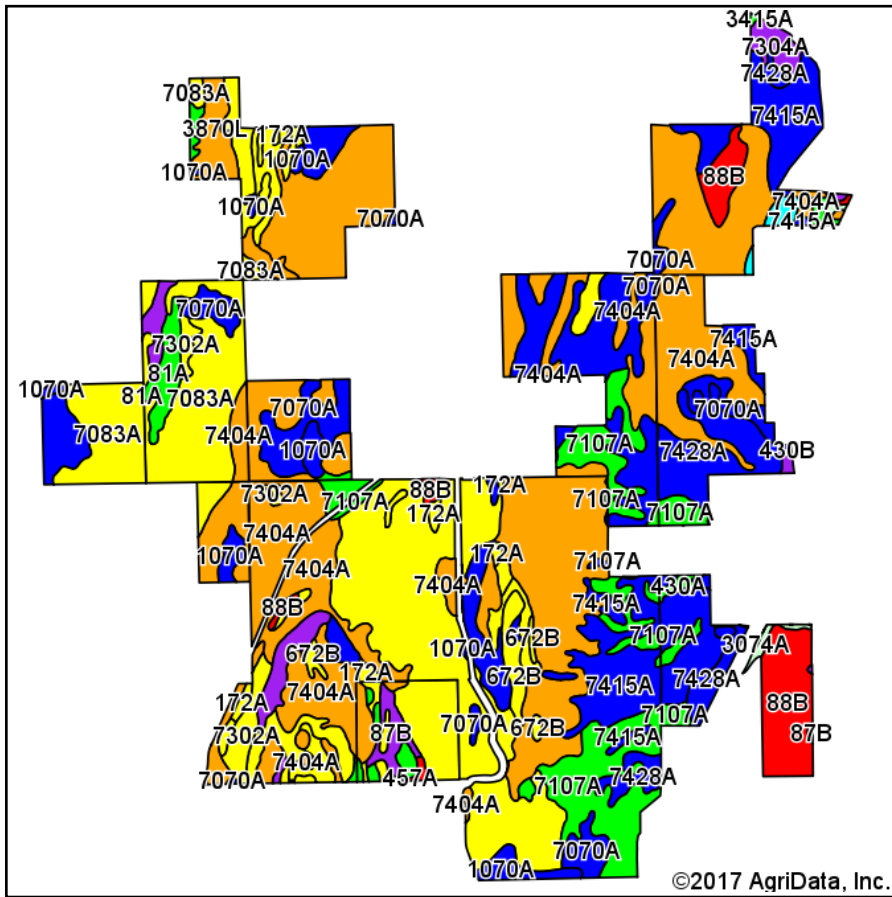 3415A
7304A
7428A
7083A
7415A
3870L
172A
1070A
1070A
88B
1070A
7404A
7070A
7415A
7083A
7070A
7070A
7070A
7404A
7302A
7415A
7404A
81A
1070A
7404A
81A
7083A
7070A
7070A
7083A
7404A
7107A
1070A
7428A
430B
7302A
88B
172A
7107A
7107A
172A
7107A
7404A
1070A
172A
7107A
7404A
7404A
430A
7415A
88B
7107A
672B
3074A
1070A
672B
172A
672B
7428A
7404A
7415A
172A
88B
7107A
7070A
7302A
87B
672B
87B
7415A
7404A
7070A
457A
7428A
7107A
7404A
7070A
1070A
©2017 AgriData, Inc.